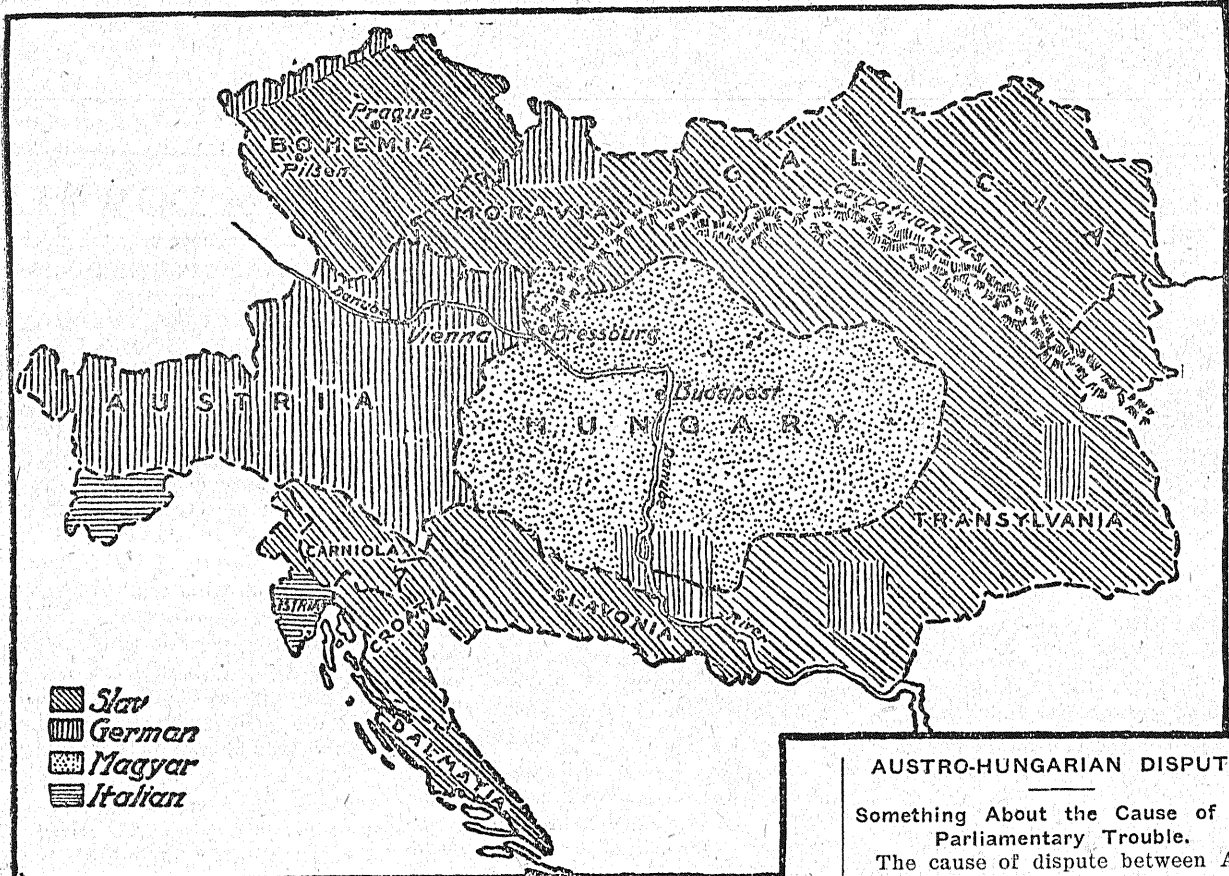 Prague
BOHEMIA
Pilsen
MORAVIA
GALICIA
Carpathian Mts.
Danube
Vienna
Pressburg
AUSTRIA
Budapest
HUNGARY
Danube
TRANSYLVANIA
CARNIOLA
ISTRIA
CROATIA
SLAVONIA
River
DALMATIA
Slav
German
Magyar
Italian
AUSTRO-HUNGARIAN DISPUT
Something About the Cause of
Parliamentary Trouble.
The cause of dispute between A